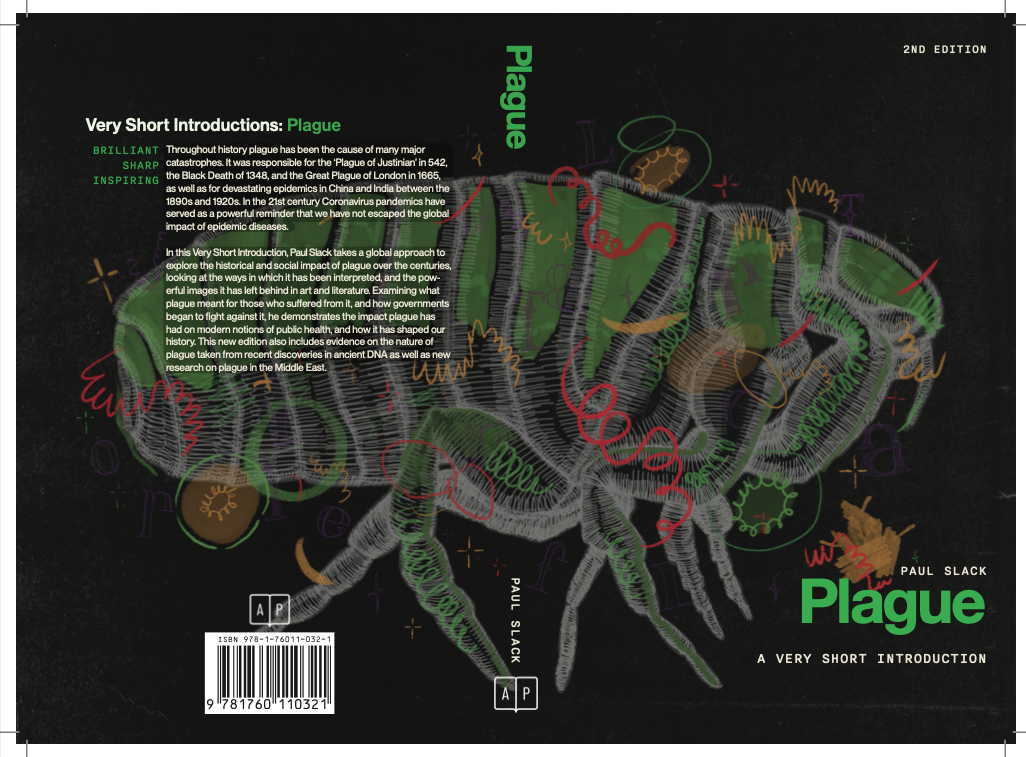 Very Short Introductions: Plague
BRILLIANT
SHARP
INSPIRING
Throughout history plague has been the cause of many major
catastrophes. It was responsible for the ‘Plague of Justinian’ in 542,
the Black Death of 1348, and the Great Plague of London in 1665,
as well as for devastating epidemics in China and India between the
1890s and 1920s. In the 21st century Coronavirus pandemics have
served as a powerful reminder that we have not escaped the global
impact of epidemic diseases.
In this Very Short Introduction, Paul Slack takes a global approach to
explore the historical and social impact of plague over the centuries,
looking at the ways in which it has been interpreted, and the pow-
erful images it has left behind in art and literature. Examining what
plague meant for those who suffered from it, and how governments
began to fight against it, he demonstrates the impact plague has
had on modern notions of public health, and how it has shaped our
history. This new edition also includes evidence on the nature of
plague taken from recent discoveries in ancient DNA as well as new
research on plague in the Middle East.
AP
ISBN 978-1-76011-032-1
9 781760 110321
Plague
PAUL SLACK
AP
2ND EDITION
PAUL SLACK
Plague
A VERY SHORT INTRODUCTION